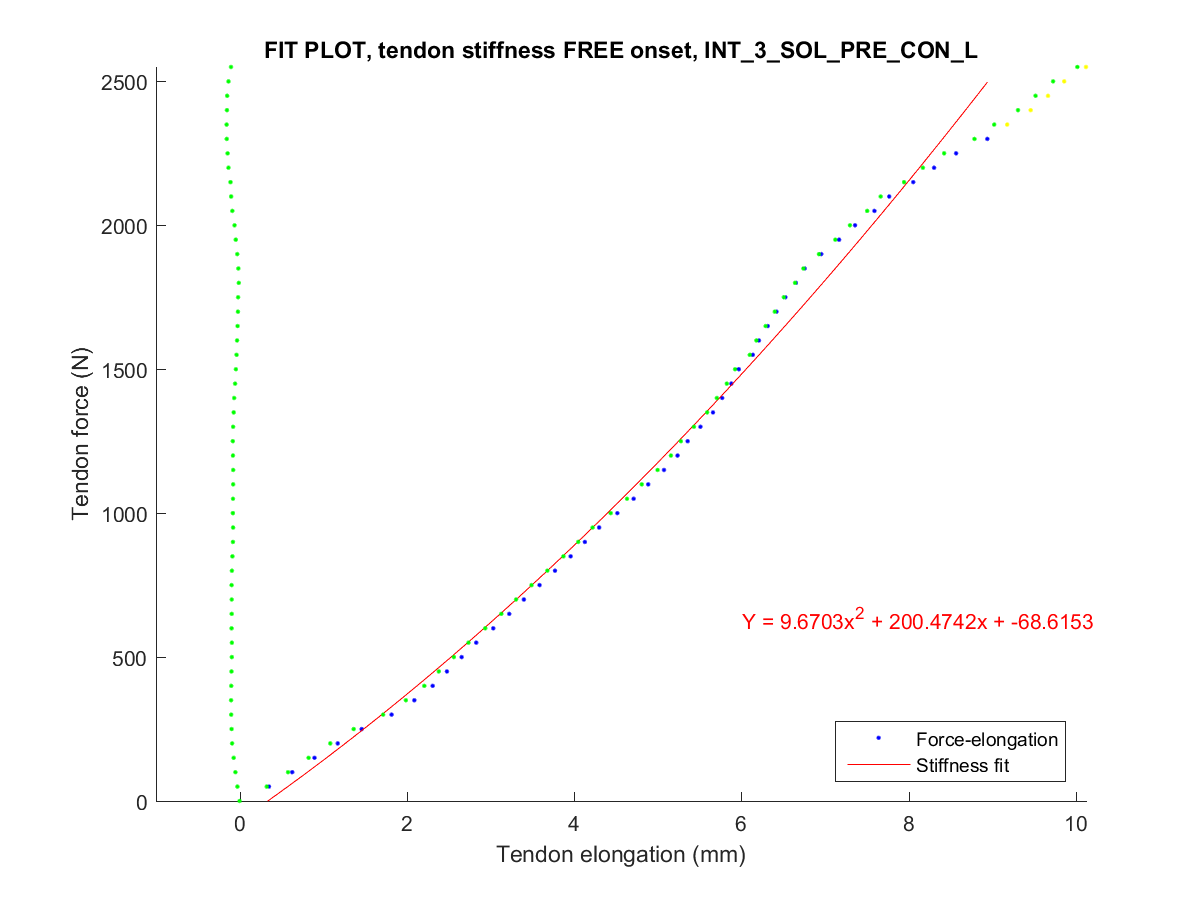 FIT PLOT, tendon stiffness FREE onset, INT_3_SOL_PRE_CON_L
2500
2000
1500
1000
500
0
Tendon force (N)
Y = 9.6703x² + 200.4742x + -68.6153
Force-elongation
Stiffness fit
0 2 4 6 8 10
Tendon elongation (mm)